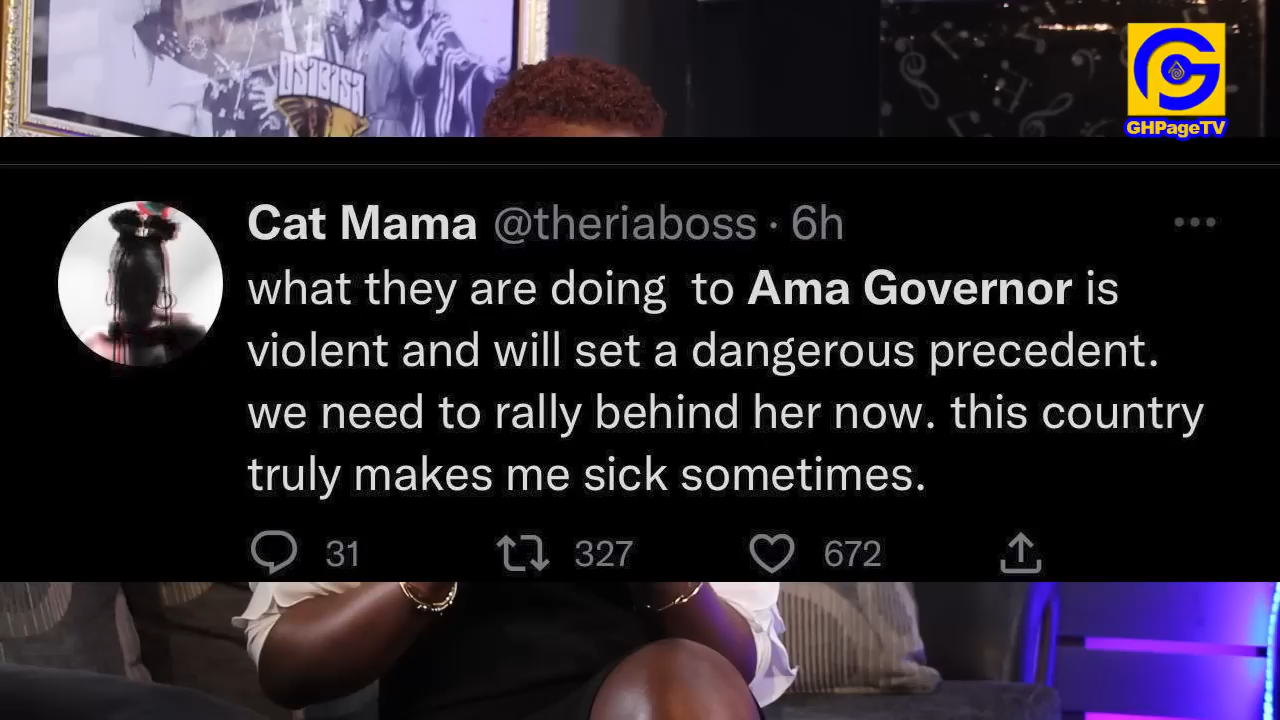 OSIBISA
GHPageTV
Cat Mama @theriaboss · 6h
what they are doing  to Ama Governor is
violent and will set a dangerous precedent.
we need to rally behind her now. this country
truly makes me sick sometimes.
31 327 672